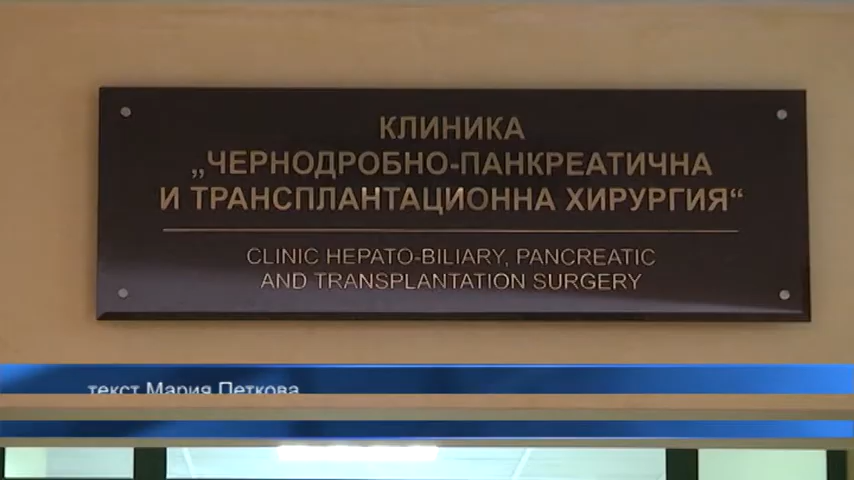 КЛИНИКА
„ЧЕРНОДРОБНО-ПАНКРЕАТИЧНА
И ТРАНСПЛАНТАЦИОННА ХИРУРГИЯ“
CLINIC HEPATO-BILIARY, PANCREATIC
AND TRANSPLANTATION SURGERY
текст Мария Петкова